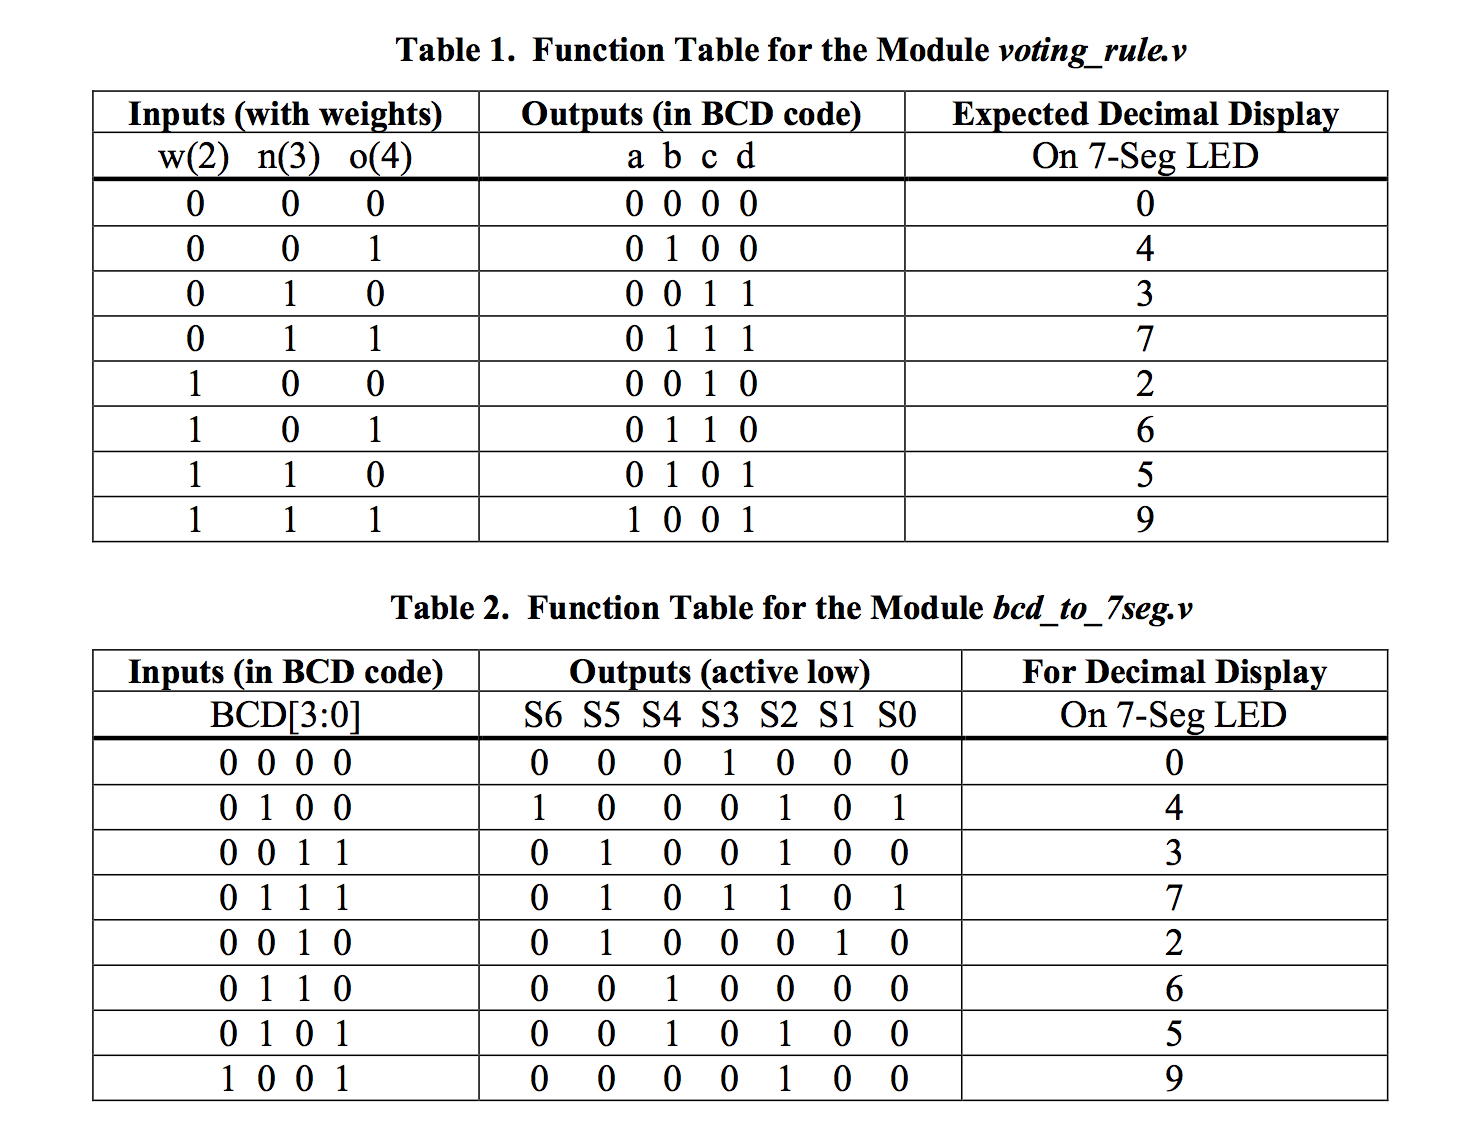 Table 1. Function Table for the Module voting_rule.v
Inputs (with weights) Outputs (in BCD code) Expected Decimal Display
w(2) n(3) o(4) a b c d On 7-Seg LED
0 0 0 0 0 0 0 0
0 0 1 0 1 0 0 4
0 1 0 0 0 1 1 3
0 1 1 0 1 1 1 7
1 0 0 0 0 1 0 2
1 0 1 0 1 1 0 6
1 1 0 0 1 0 1 5
1 1 1 1 0 0 1 9
Table 2. Function Table for the Module bcd_to_7seg.v
Inputs (in BCD code) Outputs (active low) For Decimal Display
BCD[3:0] S6 S5 S4 S3 S2 S1 S0 On 7-Seg LED
0 0 0 0 0 0 0 1 0 0 0 0
0 1 0 0 1 0 0 0 1 0 1 4
0 0 1 1 0 1 0 0 1 0 0 3
0 1 1 1 0 1 0 1 1 0 1 7
0 0 1 0 0 1 0 0 0 1 0 2
0 1 1 0 0 0 1 0 0 0 0 6
0 1 0 1 0 0 1 0 1 0 0 5
1 0 0 1 0 0 0 0 1 0 0 9